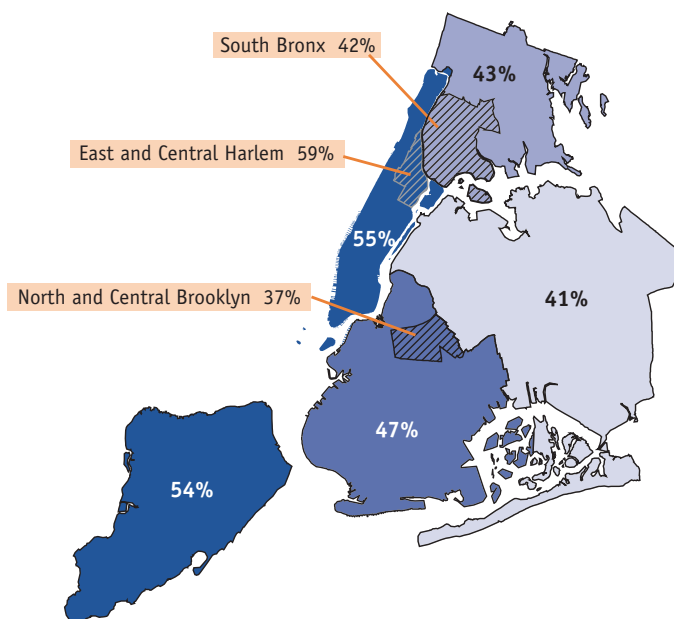 South Bronx 42%
43%
East and Central Harlem 59%
55%
North and Central Brooklyn 37%
41%
47%
54%